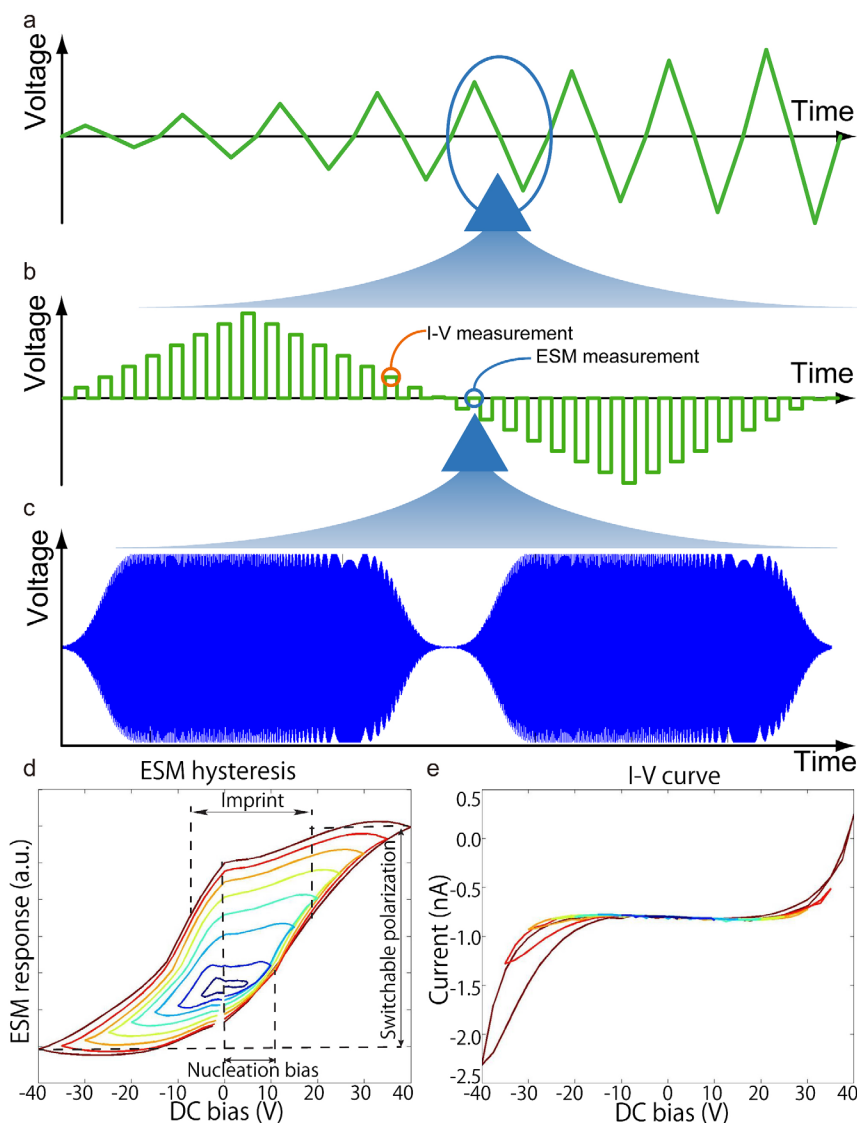 a
Voltage
Time
b
Voltage
I-V measurement
ESM measurement
Time
c
Voltage
Time
d
ESM hysteresis
Imprint
ESM response (a.u.)
Switchable polarization
Nucleation bias
-40 -30 -20 -10 0 10 20 30 40
DC bias (V)
e
I-V curve
0.5
0.0
-0.5
-1.0
-1.5
-2.0
-2.5
Current (nA)
-40 -30 -20 -10 0 10 20 30 40
DC bias (V)